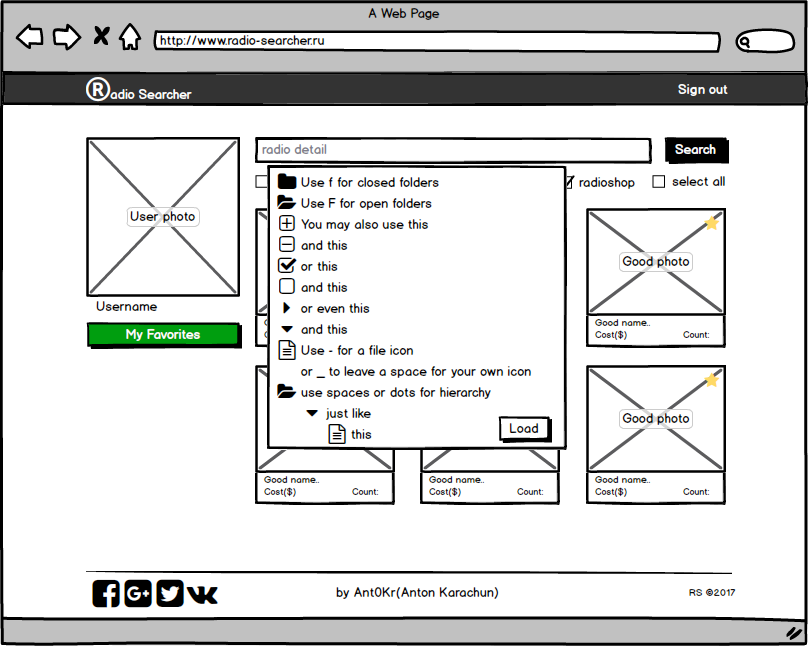 A Web Page
http://www.radio-searcher.ru
Radio Searcher
Sign out
radio detail
Search
radioshop
select all
User photo
Username
My Favorites
Use f for closed folders
Use F for open folders
You may also use this
and this
or this
and this
or even this
and this
Use - for a file icon
or _ to leave a space for your own icon
use spaces or dots for hierarchy
just like
this
Load
Good photo
Good name..
Cost($) Count:
Good photo
Good name..
Cost($) Count:
Good name..
Cost($) Count:
Good name..
Cost($) Count:
by Ant0Kr(Anton Karachun)
RS ©2017